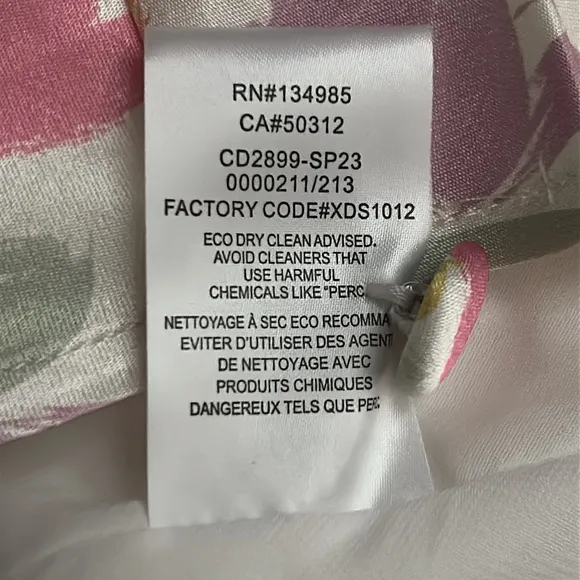 RN#134985
CA#50312
CD2899-SP23
0000211/213
FACTORY CODE#XDS1012
ECO DRY CLEAN ADVISED.
AVOID CLEANERS THAT
USE HARMFUL
CHEMICALS LIKE "PERC
NETTOYAGE À SEC ECO RECOMMA
EVITER D'UTILISER DES AGENT
DE NETTOYAGE AVEC
PRODUITS CHIMIQUES
DANGEREUX TELS QUE PERC